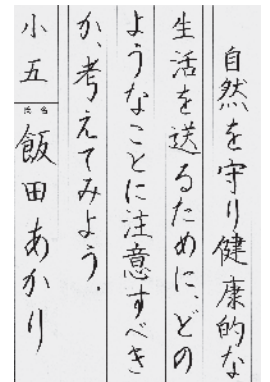 自然を守り健康的な
生活を送るために、どの
ようなことに注意すべき
か、考えてみよう。
小五 氏名 飯田あかり